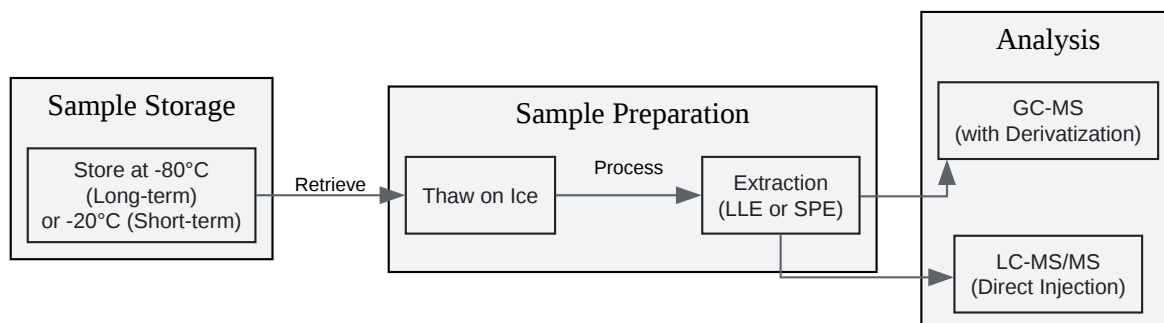 Sample Storage
Store at -80°C
(Long-term)
or -20°C (Short-term)
Retrieve
Sample Preparation
Thaw on Ice
Process
Extraction
(LLE or SPE)
Analysis
GC-MS
(with Derivatization)
LC-MS/MS
(Direct Injection)